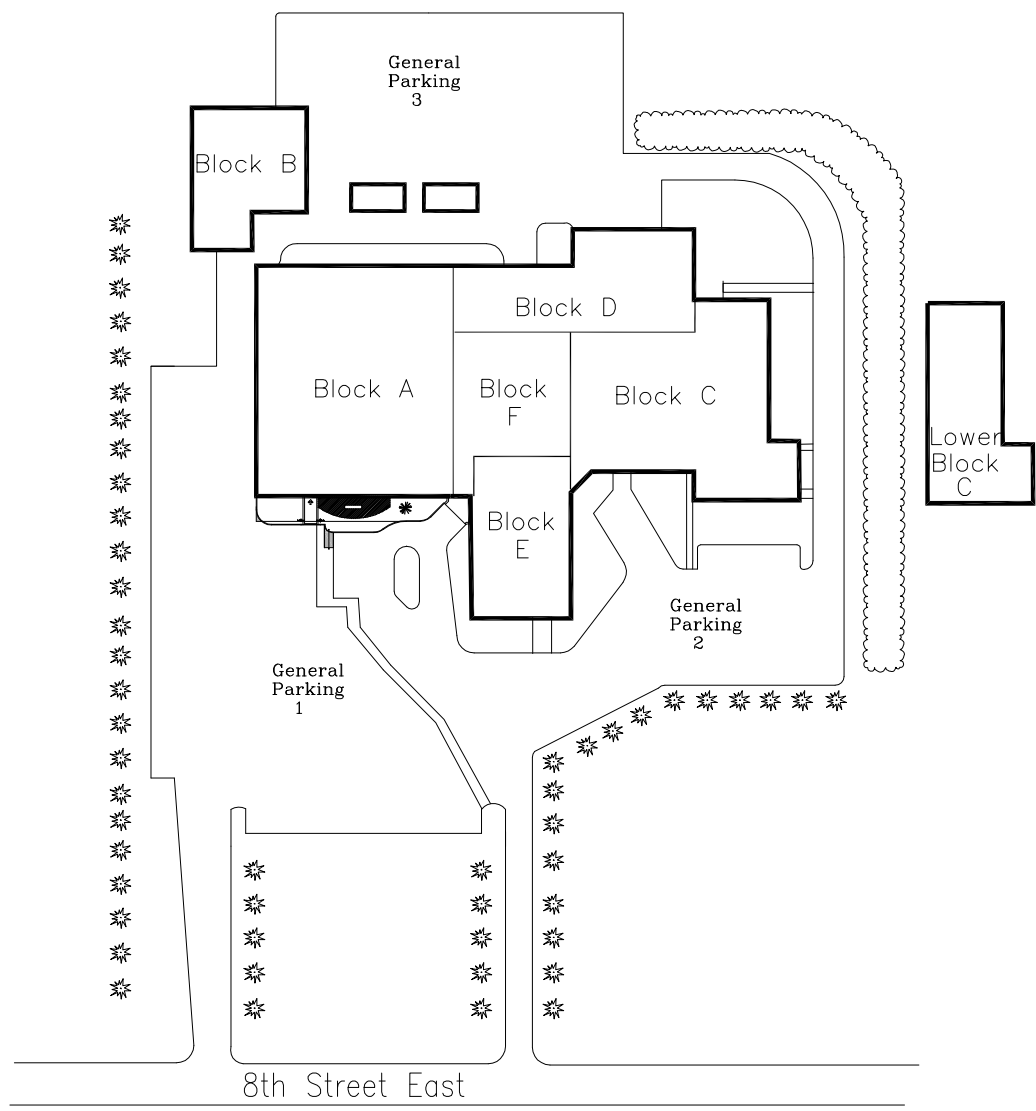 General
Parking
3
Block B
Block D
Block A
Block
F
Block C
Lower
Block
C
Block
E
General
Parking
2
General
Parking
1
8th Street East